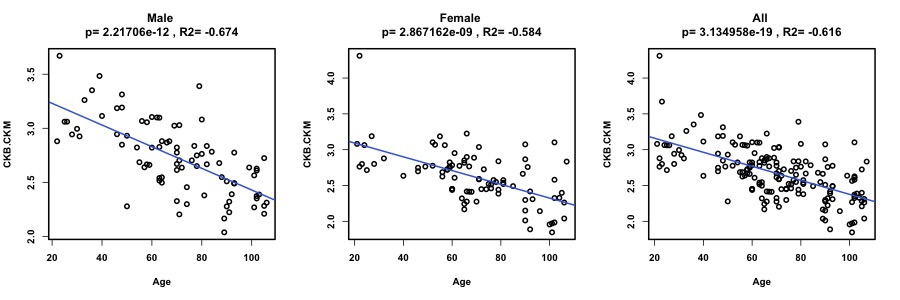 Male
p= 2.21706e-12 , R2= -0.674
CKB.CKM
3.5
3.0
2.5
2.0
20 40 60 80 100
Age
Female
p= 2.867162e-09 , R2= -0.584
CKB.CKM
4.0
3.5
3.0
2.5
2.0
20 40 60 80 100
Age
All
p= 3.134958e-19 , R2= -0.616
CKB.CKM
4.0
3.5
3.0
2.5
2.0
20 40 60 80 100
Age